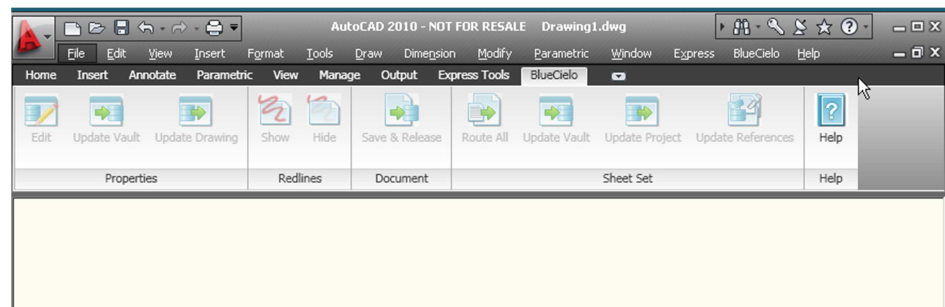 AutoCAD 2010 - NOT FOR RESALE Drawing1.dwg
File Edit View Insert Format Tools Draw Dimension Modify Parametric Window Express BlueCielo Help
Home Insert Annotate Parametric View Manage Output Express Tools BlueCielo
Edit Update Vault Update Drawing Show Hide Save & Release Route All Update Vault Update Project Update References Help
Properties Redlines Document Sheet Set Help